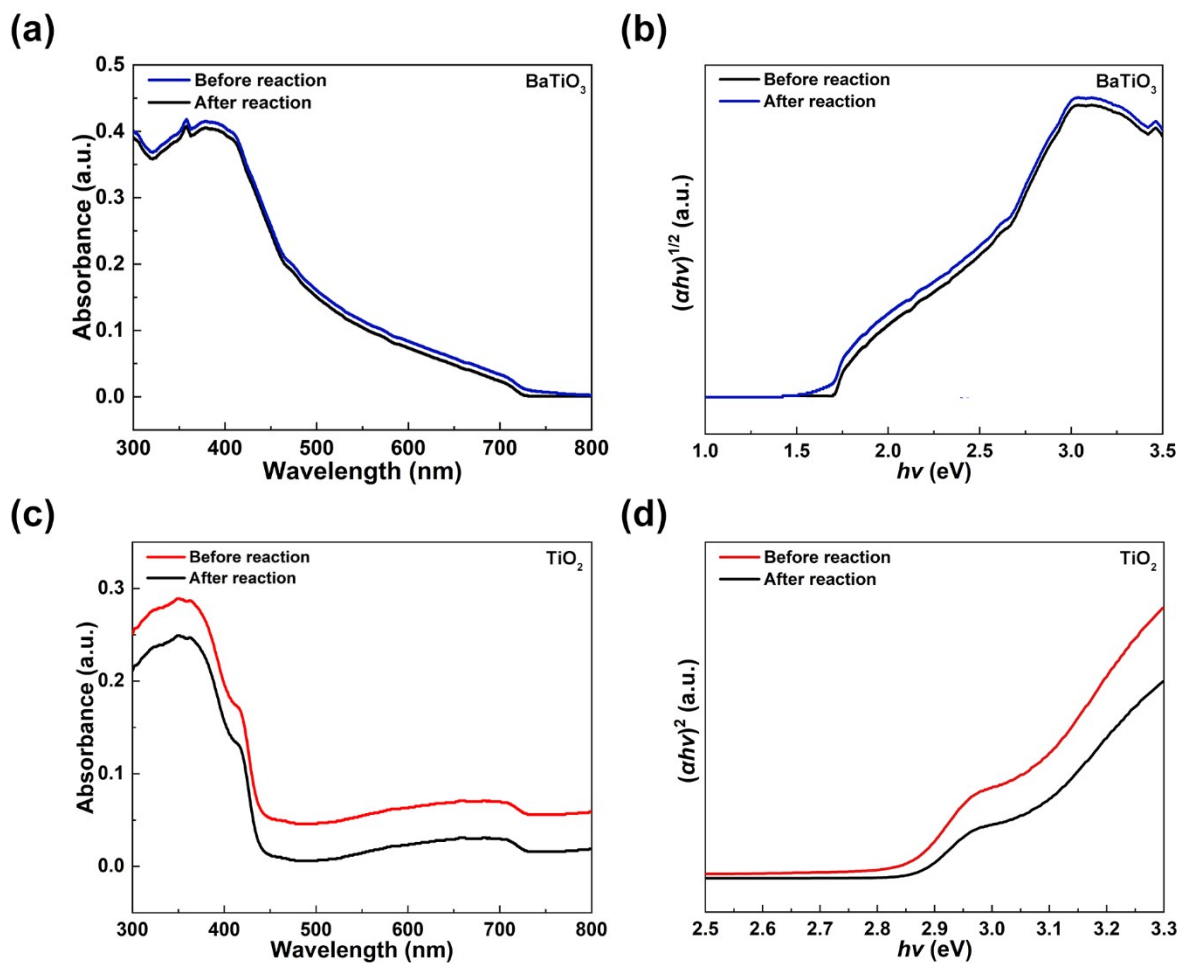 (a)
0.5
0.4
0.3
0.2
0.1
0.0
Absorbance (a.u.)
Before reaction
After reaction
BaTiO₃
300 400 500 600 700 800
Wavelength (nm)
(b)
(αhv)^1/2 (a.u.)
Before reaction
After reaction
BaTiO₃
1.0 1.5 2.0 2.5 3.0 3.5
hv (eV)
(c)
0.3
0.2
0.1
0.0
Absorbance (a.u.)
Before reaction
After reaction
TiO₂
300 400 500 600 700 800
Wavelength (nm)
(d)
(αhv)² (a.u.)
Before reaction
After reaction
TiO₂
2.5 2.6 2.7 2.8 2.9 3.0 3.1 3.2 3.3
hv (eV)